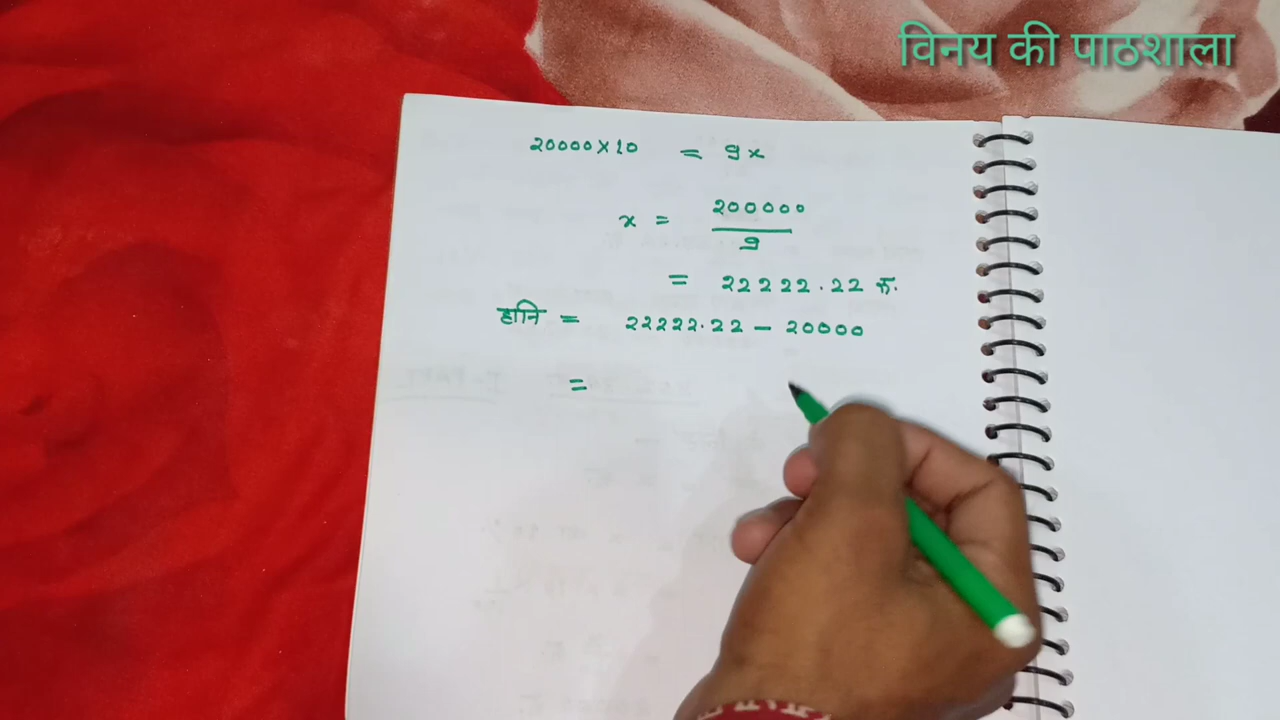 विनय की पाठशाला
20000×10 = 9x
x = 200000
9
= 22222.22 रु.
हानि = 22222.22 - 20000
=